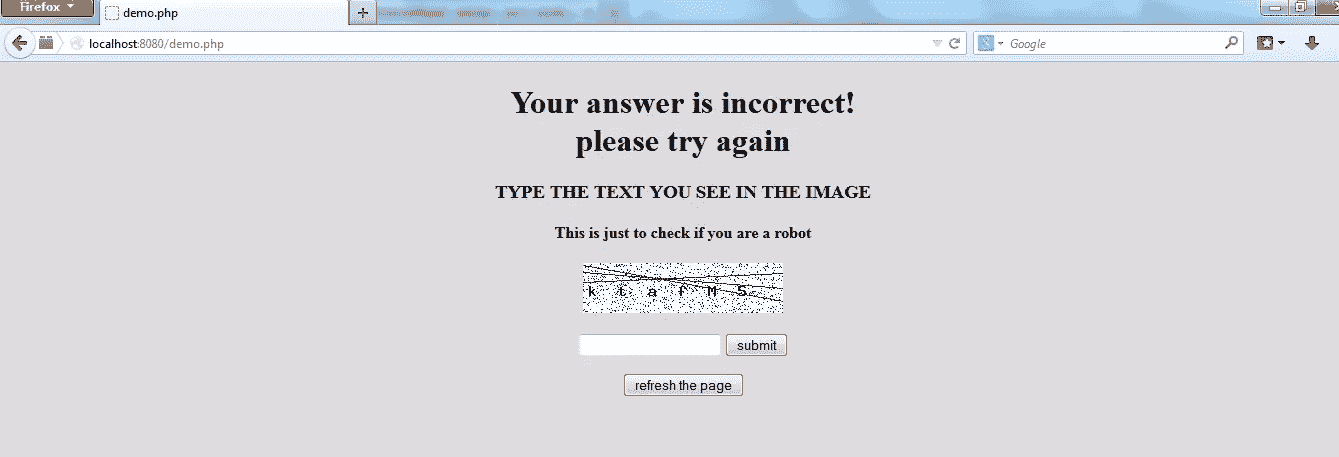 Firefox
demo.php
localhost:8080/demo.php
Google
Your answer is incorrect!
please try again
TYPE THE TEXT YOU SEE IN THE IMAGE
This is just to check if you are a robot
k t a f M S
submit
refresh the page